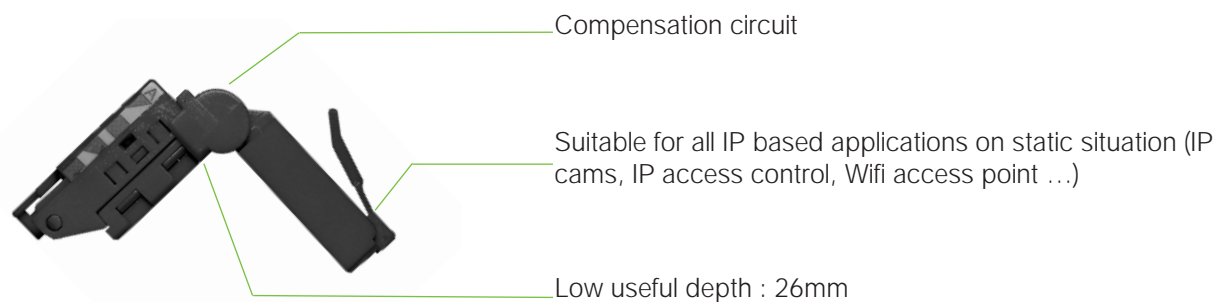 Compensation circuit
Suitable for all IP based applications on static situation (IP
cams, IP access control, Wifi access point …)
Low useful depth : 26mm
A